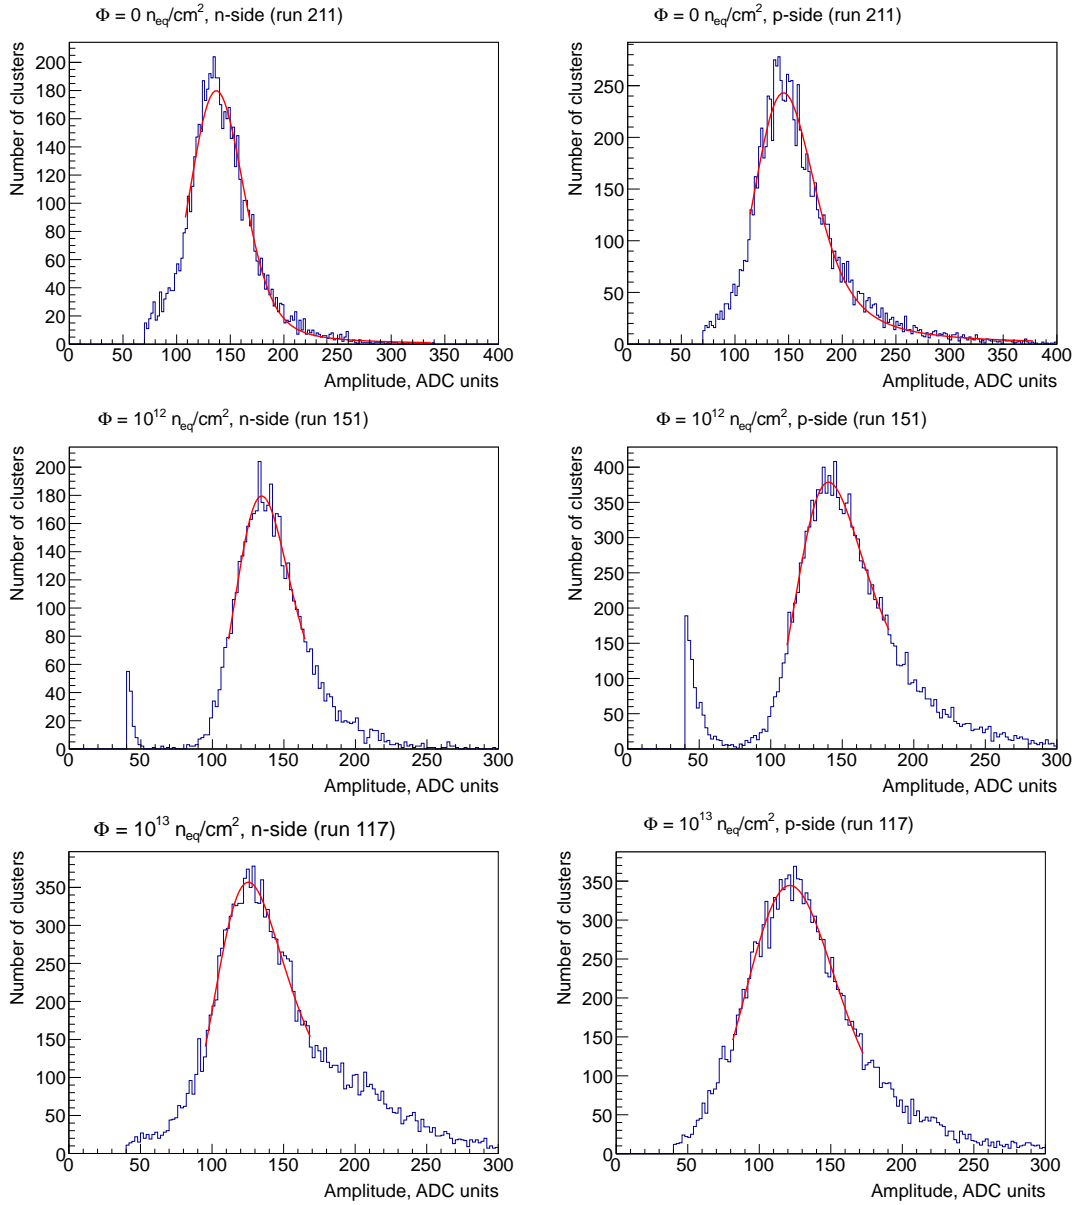 Φ = 0 n_eq/cm², n-side (run 211)
Number of clusters
200
180
160
140
120
100
80
60
40
20
0
0 50 100 150 200 250 300 350 400
Amplitude, ADC units
Φ = 0 n_eq/cm², p-side (run 211)
Number of clusters
250
200
150
100
50
0
0 50 100 150 200 250 300 350 400
Amplitude, ADC units
Φ = 10¹² n_eq/cm², n-side (run 151)
Number of clusters
200
180
160
140
120
100
80
60
40
20
0
0 50 100 150 200 250 300
Amplitude, ADC units
Φ = 10¹² n_eq/cm², p-side (run 151)
Number of clusters
400
350
300
250
200
150
100
50
0
0 50 100 150 200 250 300
Amplitude, ADC units
Φ = 10¹³ n_eq/cm², n-side (run 117)
Number of clusters
350
300
250
200
150
100
50
0
0 50 100 150 200 250 300
Amplitude, ADC units
Φ = 10¹³ n_eq/cm², p-side (run 117)
Number of clusters
350
300
250
200
150
100
50
0
0 50 100 150 200 250 300
Amplitude, ADC units